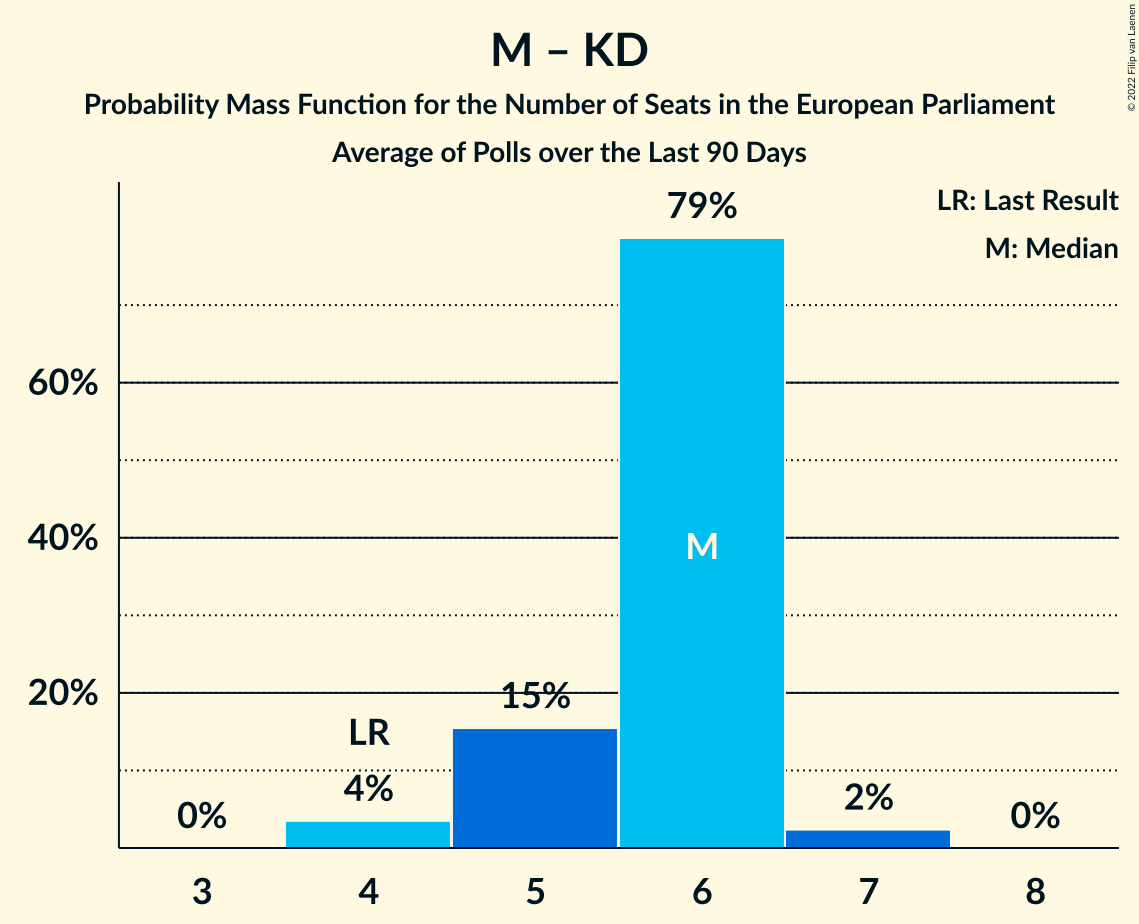 M – KD
Probability Mass Function for the Number of Seats in the European Parliament
Average of Polls over the Last 90 Days
© 2022 Filip van Laenen
LR: Last Result
M: Median
79%
60%
40%
M
20%
15%
LR
4%
0%
2%
0%
3 4 5 6 7 8